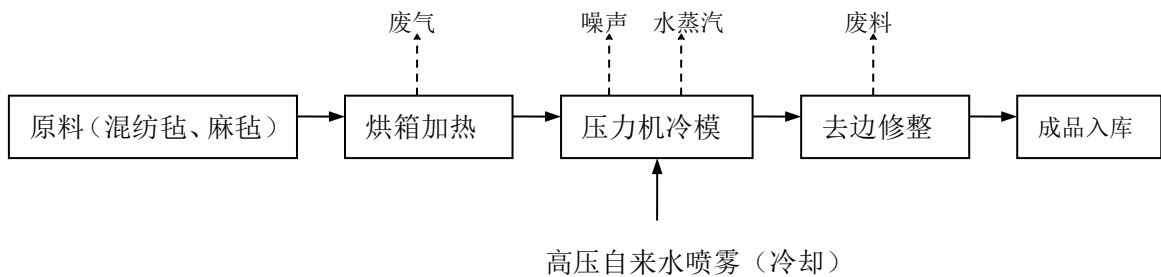 废气
噪声
水蒸汽
废料
原料（混纺毡、麻毡）
烘箱加热
压力机冷模
去边修整
成品入库
高压自来水喷雾（冷却）